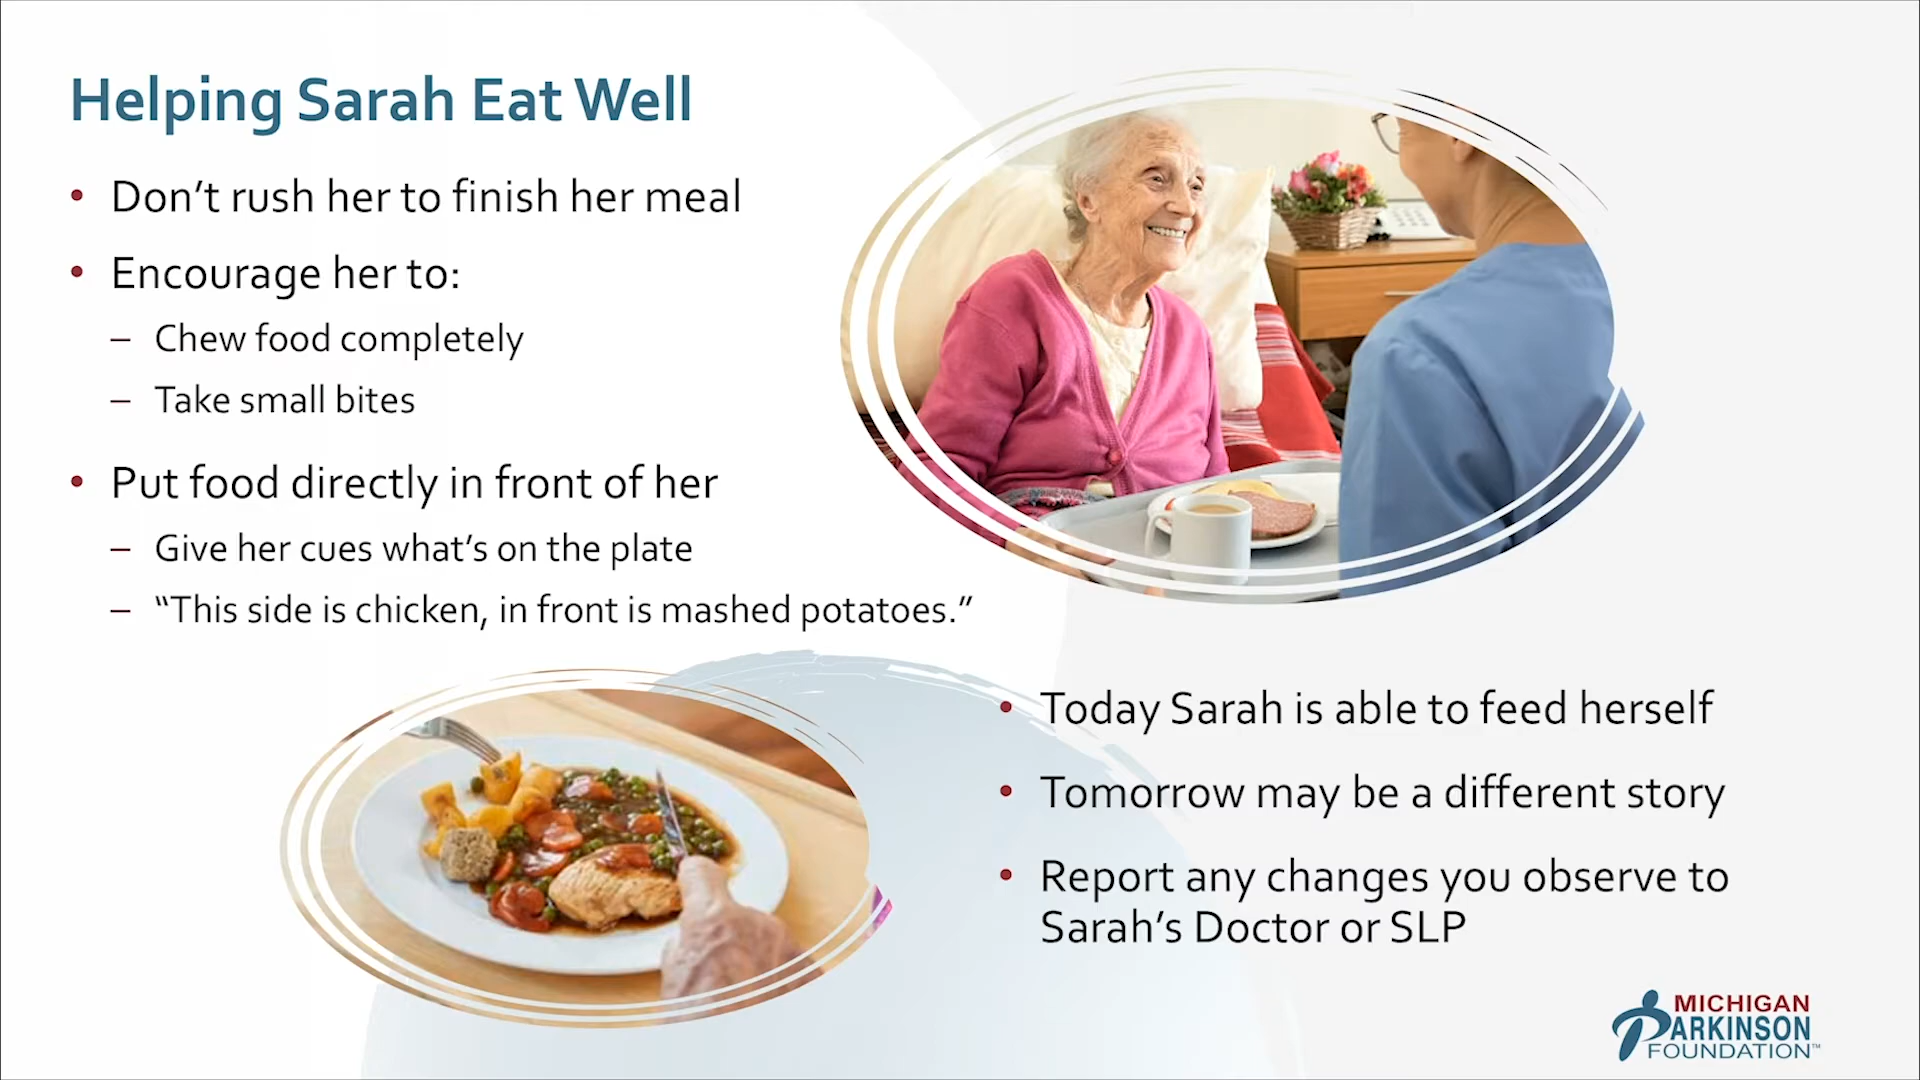 Helping Sarah Eat Well
• Don’t rush her to finish her meal
• Encourage her to:
– Chew food completely
– Take small bites
• Put food directly in front of her
– Give her cues what’s on the plate
– “This side is chicken, in front is mashed potatoes.”
• Today Sarah is able to feed herself
• Tomorrow may be a different story
• Report any changes you observe to
Sarah’s Doctor or SLP
MICHIGAN
PARKINSON
FOUNDATION™